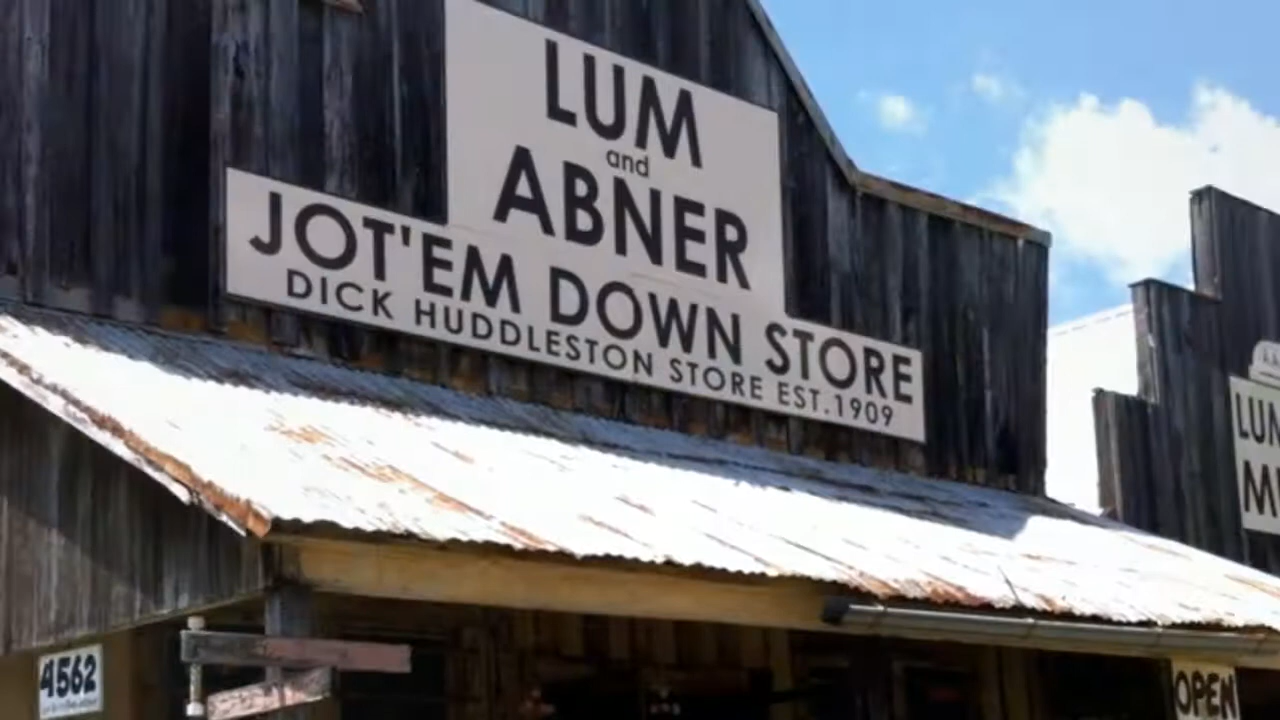 LUM
and
ABNER
JOT'EM DOWN STORE
DICK HUDDLESTON STORE EST.1909
4562
OPEN